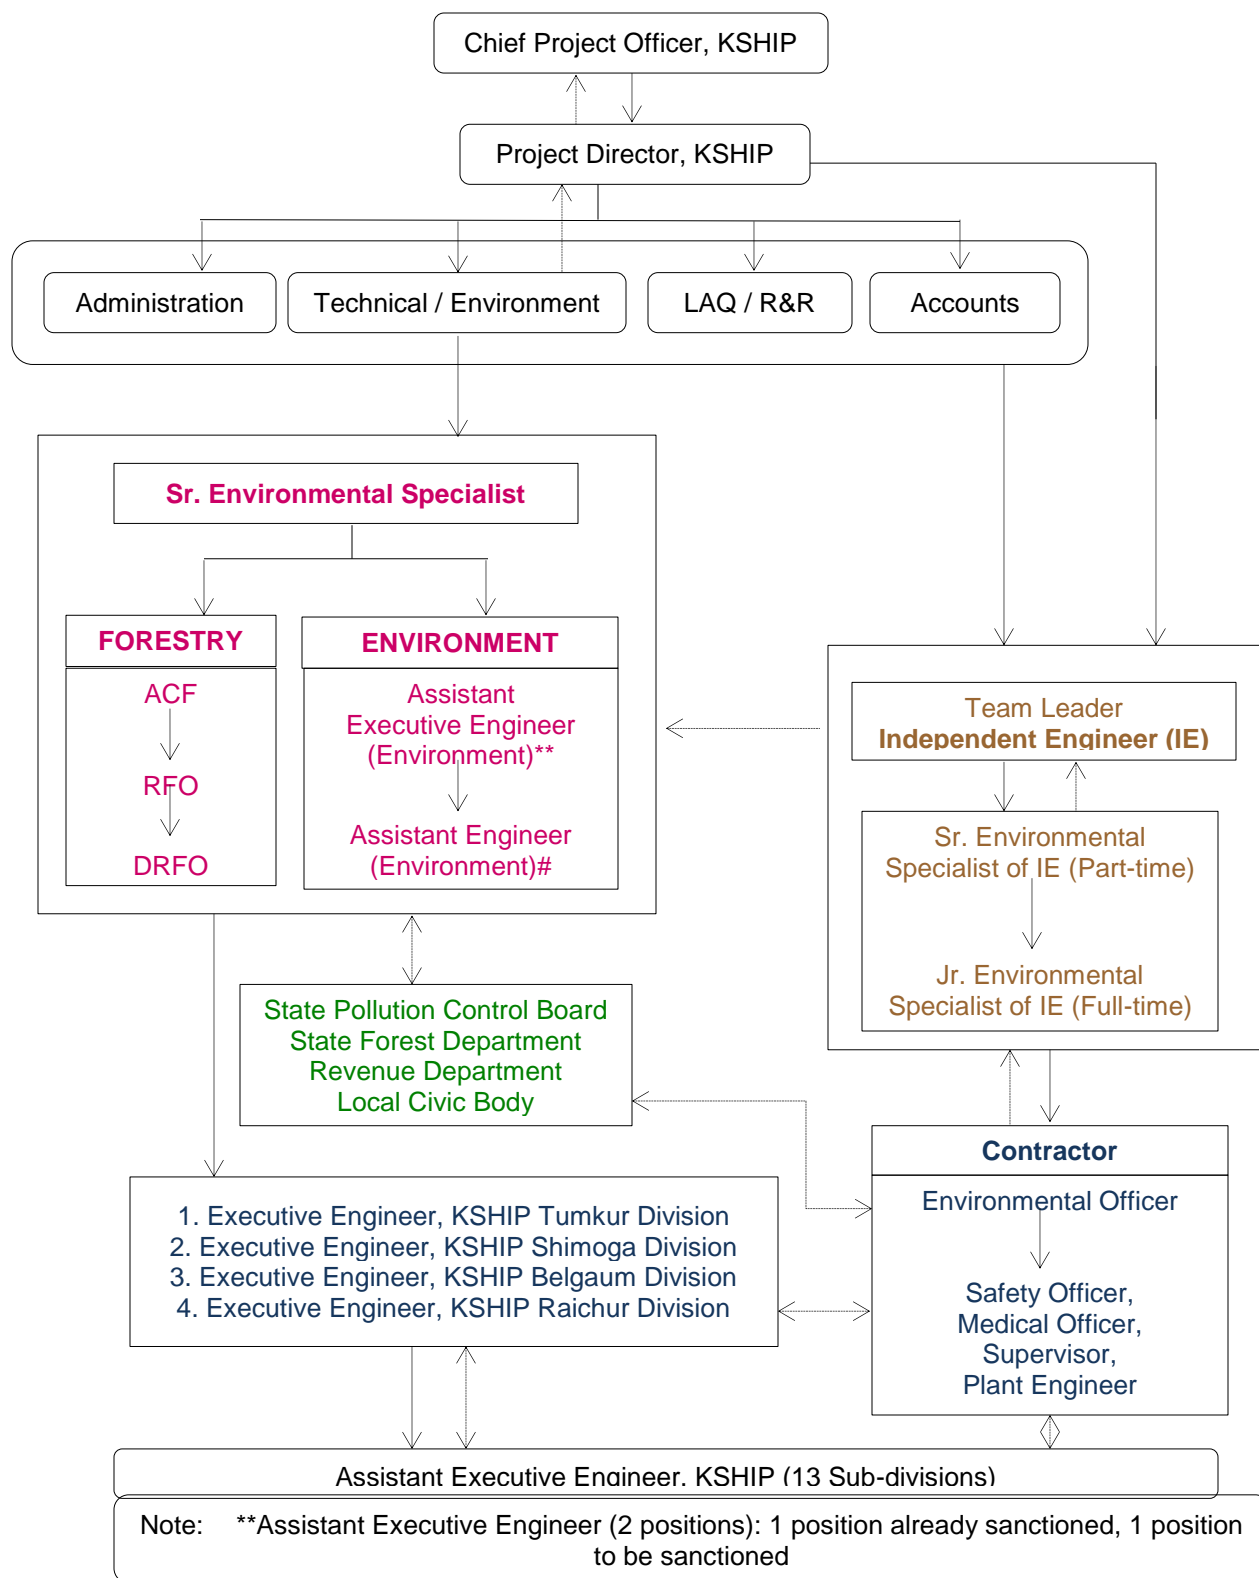 Chief Project Officer, KSHIP
Project Director, KSHIP
Administration
Technical / Environment
LAQ / R&R
Accounts
Sr. Environmental Specialist
FORESTRY
ACF
RFO
DRFO
ENVIRONMENT
Assistant
Executive Engineer
(Environment)**
Assistant Engineer
(Environment)#
Team Leader
Independent Engineer (IE)
Sr. Environmental
Specialist of IE (Part-time)
Jr. Environmental
Specialist of IE (Full-time)
State Pollution Control Board
State Forest Department
Revenue Department
Local Civic Body
Contractor
Environmental Officer
Safety Officer,
Medical Officer,
Supervisor,
Plant Engineer
1. Executive Engineer, KSHIP Tumkur Division
2. Executive Engineer, KSHIP Shimoga Division
3. Executive Engineer, KSHIP Belgaum Division
4. Executive Engineer, KSHIP Raichur Division
Assistant Executive Engineer, KSHIP (13 Sub-divisions)
Note: **Assistant Executive Engineer (2 positions): 1 position already sanctioned, 1 position
to be sanctioned